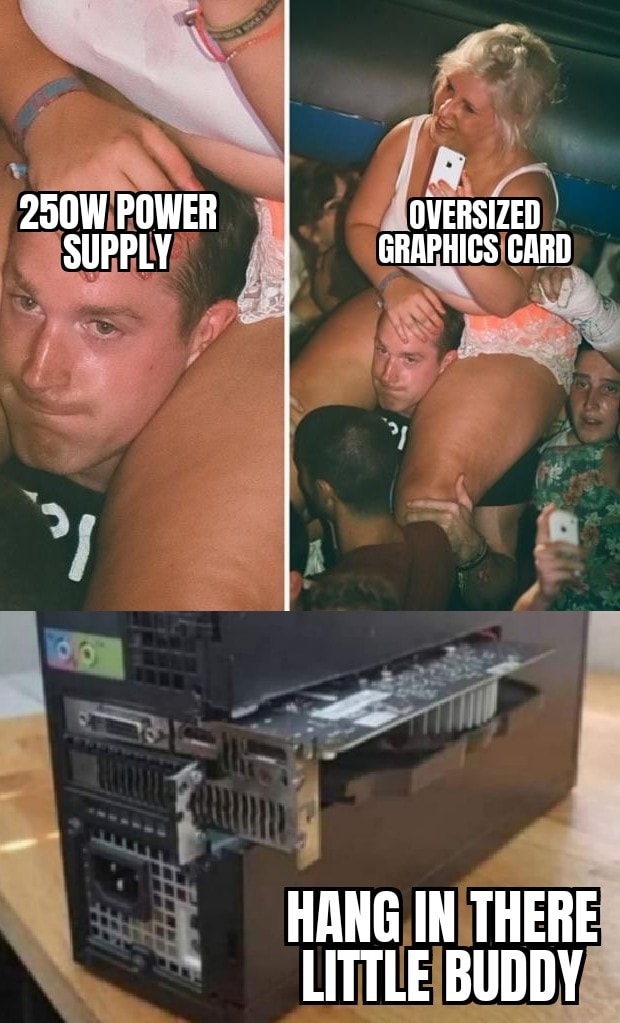 250W POWER
SUPPLY
OVERSIZED
GRAPHICS CARD
HANG IN THERE
LITTLE BUDDY